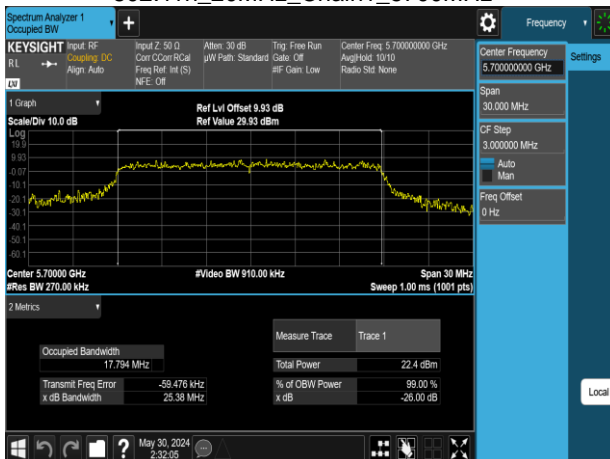 Spectrum Analyzer 1
Occupied BW
+
Frequency
KEYSIGHT
Input: RF
Input Z: 50 Ω
Atten: 30 dB
Trig: Free Run
Center Freq: 5.700000000 GHz
RL
Coupling: DC
Corr CCorr RCal
µW Path: Standard
Gate: Off
Avg|Hold: 10/10
Align: Auto
Freq Ref: Int (S)
#IF Gain: Low
Radio Std: None
LXI
NFE: Off
Center Frequency
5.700000000 GHz
Settings
Span
30.000 MHz
CF Step
3.000000 MHz
Auto
Man
Freq Offset
0 Hz
1 Graph
Ref Lvl Offset 9.93 dB
Scale/Div 10.0 dB
Ref Value 29.93 dBm
Log
19.9
9.93
-0.07
-10.1
-20.1
-30.1
-40.1
-50.1
-60.1
Center 5.70000 GHz
#Video BW 910.00 kHz
Span 30 MHz
#Res BW 270.00 kHz
Sweep 1.00 ms (1001 pts)
2 Metrics
Measure Trace
Trace 1
Occupied Bandwidth
17.794 MHz
Total Power
22.4 dBm
Transmit Freq Error
-59.476 kHz
% of OBW Power
99.00 %
x dB Bandwidth
25.38 MHz
x dB
-26.00 dB
Local
?
May 30, 2024
2:32:05